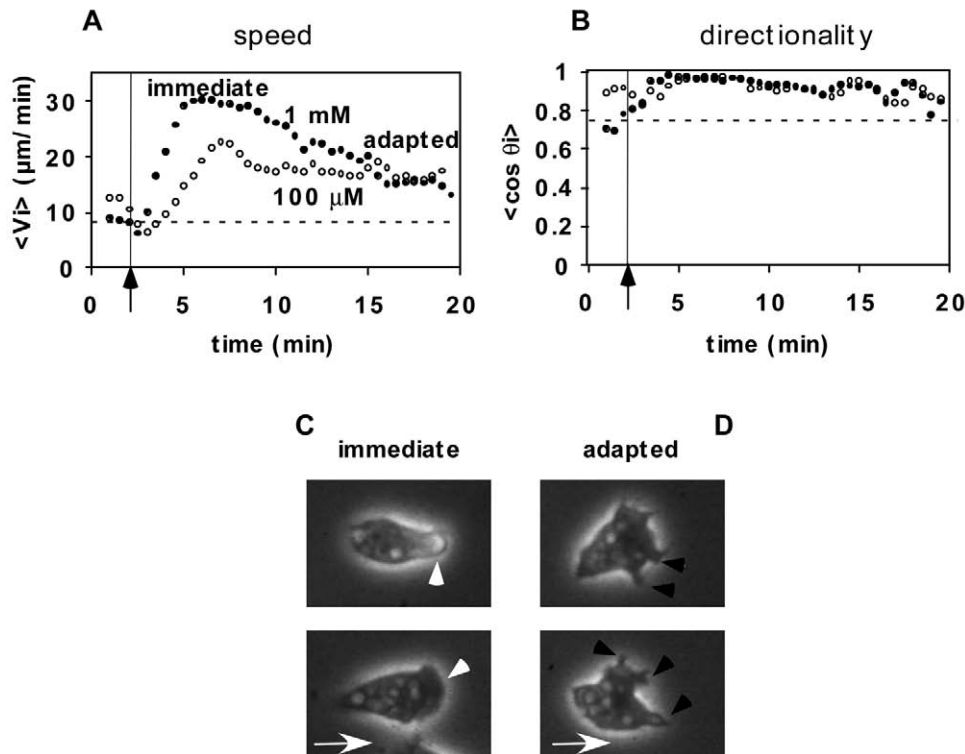 A
speed
<Vi> (μm/ min)
30
20
10
0
immediate
1 mM
adapted
100 μM
0 5 10 15 20
time (min)
B
directionality
<cos θi>
1
0.8
0.6
0.4
0.2
0
0 5 10 15 20
time (min)
C
immediate
D
adapted